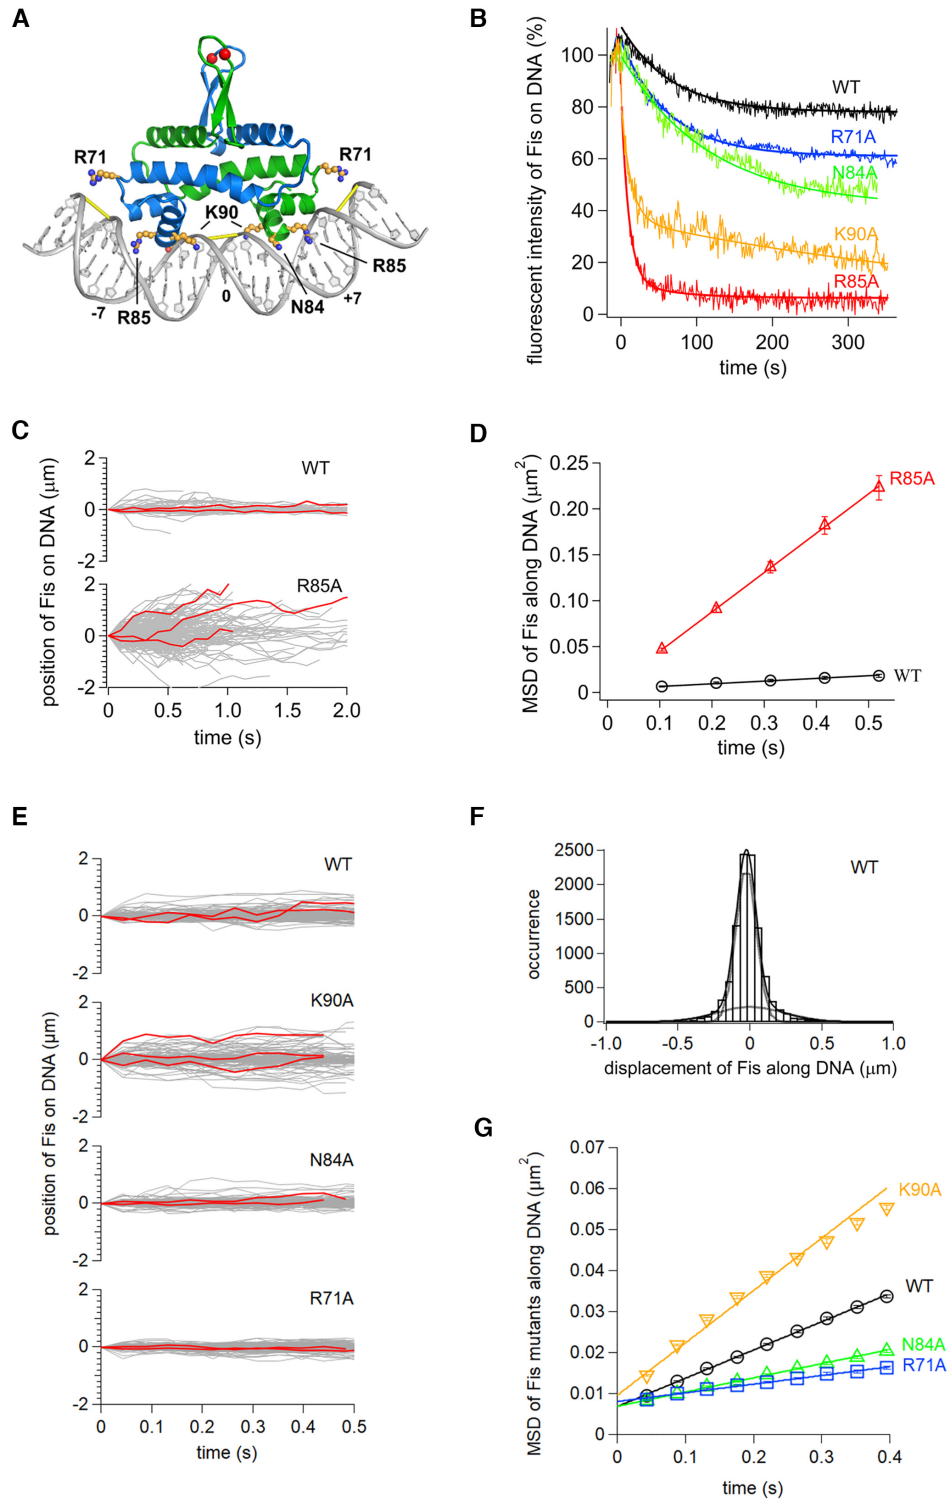 A
R71
R71
K90
R85
N84
+7
0
-7
R85
B
fluorescent intensity of Fis on DNA (%)
100
80
60
40
20
0
WT
R71A
N84A
K90A
R85A
0 100 200 300
time (s)
C
position of Fis on DNA (μm)
2
0
-2
WT
2
0
-2
R85A
0 0.5 1.0 1.5 2.0
time (s)
D
MSD of Fis along DNA (μm2)
0.25
0.20
0.15
0.10
0.05
0
R85A
WT
0 0.1 0.2 0.3 0.4 0.5
time (s)
E
position of Fis on DNA (μm)
2
0
-2
WT
2
0
-2
K90A
2
0
-2
N84A
2
0
-2
R71A
0 0.1 0.2 0.3 0.4 0.5
time (s)
F
occurrence
2500
2000
1500
1000
500
0
WT
-1.0 -0.5 0 0.5 1.0
displacement of Fis along DNA (μm)
G
MSD of Fis mutants along DNA (μm2)
0.07
0.06
0.05
0.04
0.03
0.02
0.01
0
K90A
WT
N84A
R71A
0 0.1 0.2 0.3 0.4
time (s)